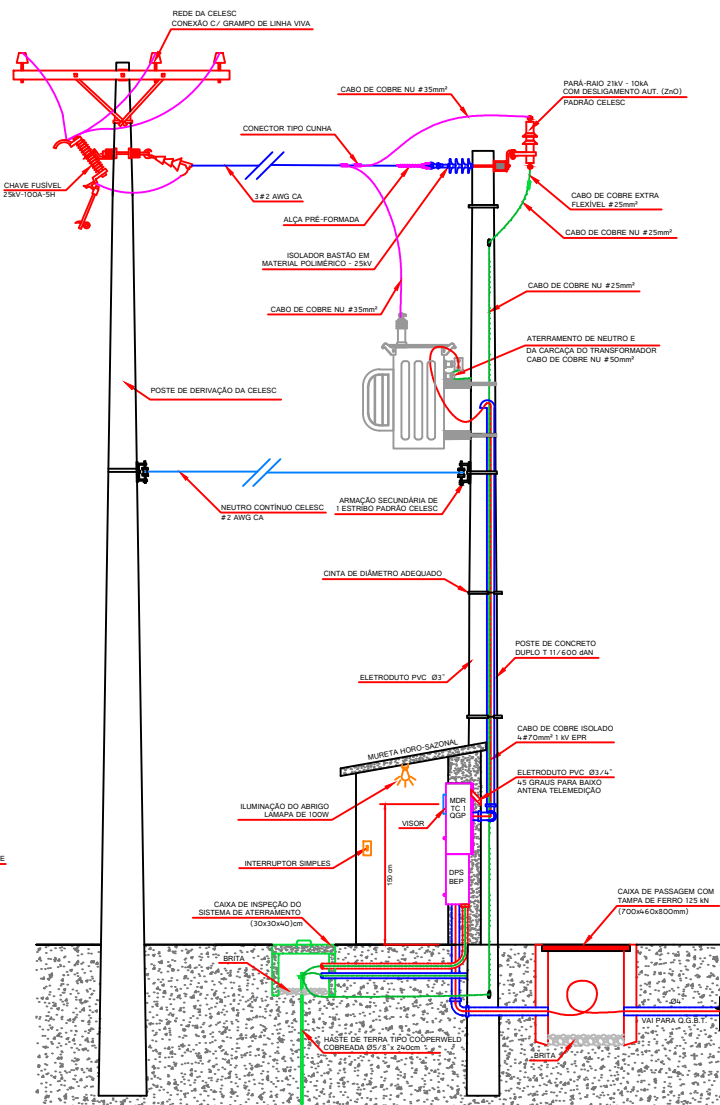 REDE DA CELESC
CONEXÃO C/ GRAMPO DE LINHA VIVA
PARÁ-RAIO 21kV - 10kA
COM DESLIGAMENTO AUT. (ZnO)
PADRÃO CELESC
CABO DE COBRE NU #35mm²
CONECTOR TIPO CUNHA
CHAVE FUSÍVEL
25kV-100A-5H
3#2 AWG CA
ALÇA PRÉ-FORMADA
CABO DE COBRE EXTRA
FLEXÍVEL #25mm²
CABO DE COBRE NU #25mm²
ISOLADOR BASTÃO EM
MATERIAL POLIMÉRICO - 25kV
CABO DE COBRE NU #25mm²
CABO DE COBRE NU #35mm²
ATERRAMENTO DE NEUTRO E
DA CARCAÇA DO TRANSFORMADOR
CABO DE COBRE NU #50mm²
POSTE DE DERIVAÇÃO DA CELESC
NEUTRO CONTÍNUO CELESC
#2 AWG CA
ARMAÇÃO SECUNDÁRIA DE
1 ESTRIBO PADRÃO CELESC
CINTA DE DIÂMETRO ADEQUADO
POSTE DE CONCRETO
DUPLO T 11/600 dAN
ELETRODUTO PVC Ø3"
CABO DE COBRE ISOLADO
4#70mm² 1 kV EPR
MURETA HORO-SAZONAL
ELETRODUTO PVC Ø3/4"
45 GRAUS PARA BAIXO
ANTENA TELEMEDIÇÃO
MDR
TC 1
QGP
ILUMINAÇÃO DO ABRIGO
LÂMAPA DE 100W
VISOR
INTERRUPTOR SIMPLES
E
150 cm
DPS
BEP
CAIXA DE INSPEÇÃO DO
SISTEMA DE ATERRAMENTO
(30x30x40)cm
CAIXA DE PASSAGEM COM
TAMPA DE FERRO 125 kN
(700x460x800mm)
BRITA
Ø4
VAI PARA Q.G.B.T.
HASTE DE TERRA TIPO COOPERWELD
COBREADA Ø5/8"x 240cm
BRITA